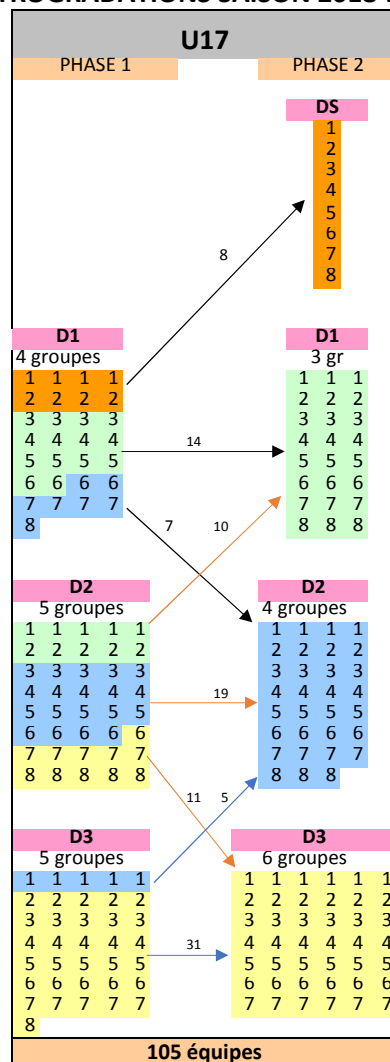 SAISON
U17
PHASE 1 PHASE 2
DS
1
2
3
4
5
6
8
7
8
D1 D1
4 groupes 3 gr
1 1 1 1 1 1 1
2 2 2 2 2 2 2
3 3 3 3 3 3 3
4 4 4 4 14 4 4 4
5 5 5 5 5 5 5
6 6 6 6 6 6 6
7 7 7 7 7 7 7
8 7 10 8 8 8
D2 D2
5 groupes 4 groupes
1 1 1 1 1 1 1 1 1
2 2 2 2 2 2 2 2 2
3 3 3 3 3 3 3 3 3
4 4 4 4 4 19 4 4 4 4
5 5 5 5 5 5 5 5 5
6 6 6 6 6 6 6 6 6
7 7 7 7 7 7 7 7 7
8 8 8 8 8 8 8 8
11 5
D3 D3
5 groupes 6 groupes
1 1 1 1 1 1 1 1 1 1 1
2 2 2 2 2 2 2 2 2 2 2
3 3 3 3 3 3 3 3 3 3 3
4 4 4 4 4 31 4 4 4 4 4 4
5 5 5 5 5 5 5 5 5 5 5
6 6 6 6 6 6 6 6 6 6 6
7 7 7 7 7 7 7 7 7 7 7
8
105 équipes